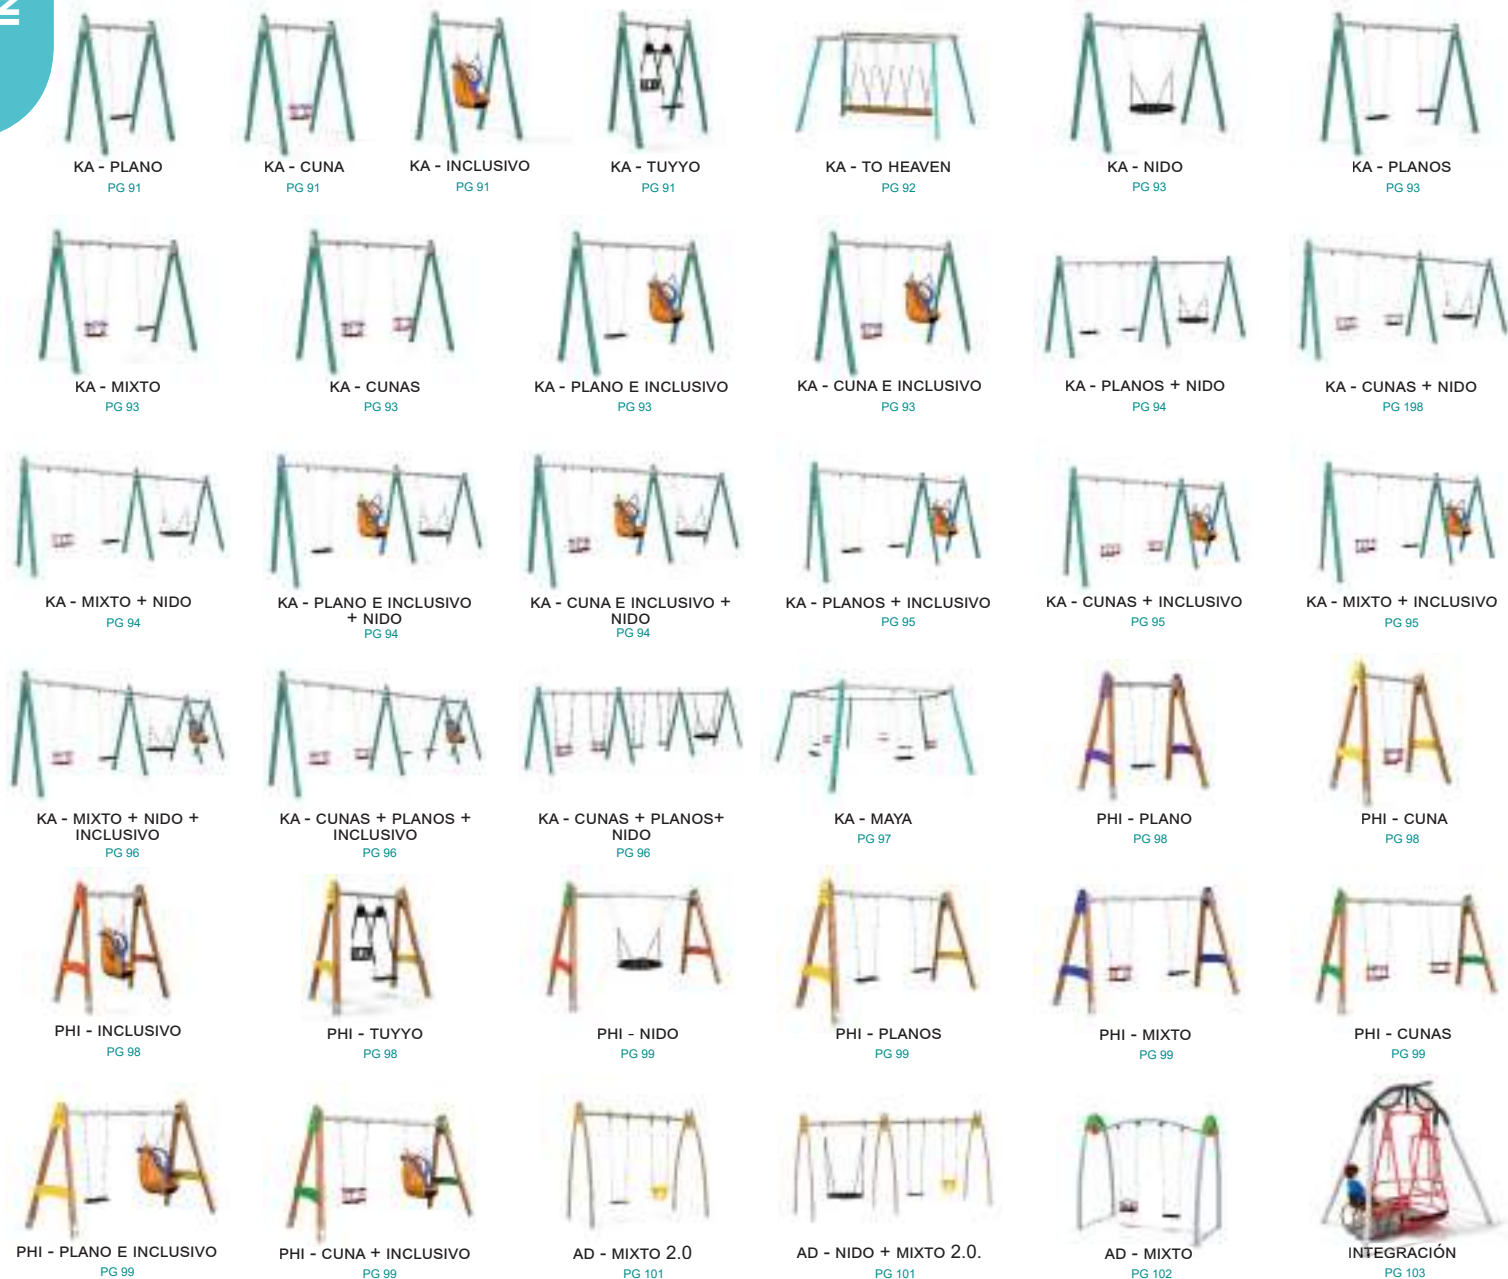 KA - PLANO
PG 91
KA - CUNA
PG 91
KA - INCLUSIVO
PG 91
KA - TUYYO
PG 91
KA - TO HEAVEN
PG 92
KA - NIDO
PG 93
KA - PLANOS
PG 93
KA - MIXTO
PG 93
KA - CUNAS
PG 93
KA - PLANO E INCLUSIVO
PG 93
KA - CUNA E INCLUSIVO
PG 93
KA - PLANOS + NIDO
PG 94
KA - CUNAS + NIDO
PG 198
KA - MIXTO + NIDO
PG 94
KA - PLANO E INCLUSIVO
+ NIDO
PG 94
KA - CUNA E INCLUSIVO +
NIDO
PG 94
KA - PLANOS + INCLUSIVO
PG 95
KA - CUNAS + INCLUSIVO
PG 95
KA - MIXTO + INCLUSIVO
PG 95
KA - MIXTO + NIDO +
INCLUSIVO
PG 96
KA - CUNAS + PLANOS +
INCLUSIVO
PG 96
KA - CUNAS + PLANOS+
NIDO
PG 96
KA - MAYA
PG 97
PHI - PLANO
PG 98
PHI - CUNA
PG 98
PHI - INCLUSIVO
PG 98
PHI - TUYYO
PG 98
PHI - NIDO
PG 99
PHI - PLANOS
PG 99
PHI - MIXTO
PG 99
PHI - CUNAS
PG 99
PHI - PLANO E INCLUSIVO
PG 99
PHI - CUNA + INCLUSIVO
PG 99
AD - MIXTO 2.0
PG 101
AD - NIDO + MIXTO 2.0.
PG 101
AD - MIXTO
PG 102
INTEGRACIÓN
PG 103